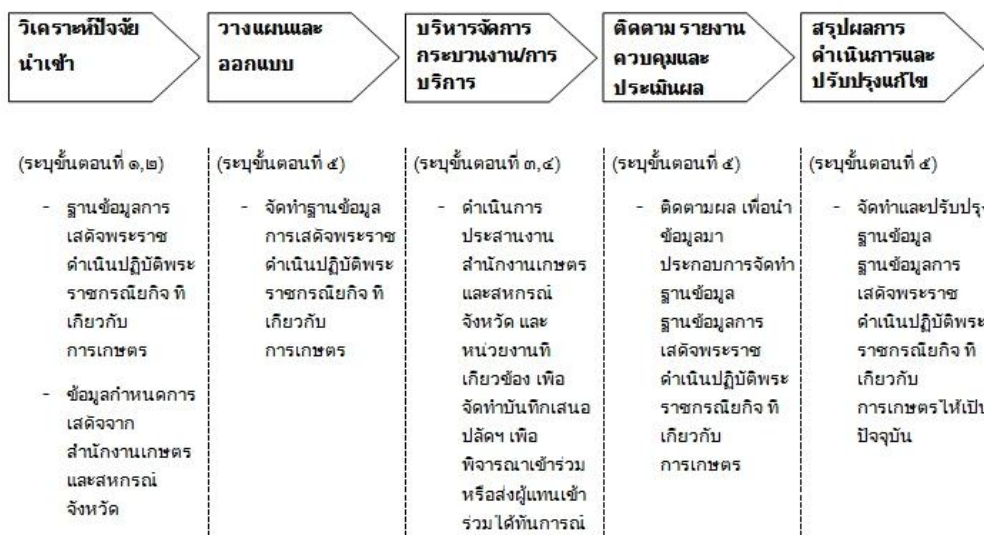 วิเคราะห์ปัจจัย
นำเข้า
วางแผนและ
ออกแบบ
บริหารจัดการ
กระบวนงาน/การ
บริการ
ติดตาม รายงาน
ควบคุมและ
ประเมินผล
สรุปผลการ
ดำเนินการและ
ปรับปรุงแก้ไข
(ระบุขั้นตอนที่ ๑,๒)
- ฐานข้อมูลการ
เสด็จพระราช
ดำเนินปฏิบัติพระ
ราชกรณียกิจ ที่
เกี่ยวกับ
การเกษตร
- ข้อมูลกำหนดการ
เสด็จจาก
สำนักงานเกษตร
และสหกรณ์
จังหวัด
(ระบุขั้นตอนที่ ๕)
- จัดทำฐานข้อมูล
การเสด็จพระราช
ดำเนินปฏิบัติพระ
ราชกรณียกิจ ที่
เกี่ยวกับ
การเกษตร
(ระบุขั้นตอนที่ ๓,๔)
- ดำเนินการ
ประสานงาน
สำนักงานเกษตร
และสหกรณ์
จังหวัด และ
หน่วยงานที่
เกี่ยวข้อง เพื่อ
จัดทำบันทึกเสนอ
ปลัดฯ เพื่อ
พิจารณาเข้าร่วม
หรือส่งผู้แทนเข้า
ร่วมได้ทันการณ์
(ระบุขั้นตอนที่ ๕)
- ติดตามผล เพื่อนำ
ข้อมูลมา
ประกอบการจัดทำ
ฐานข้อมูล
ฐานข้อมูลการ
เสด็จพระราช
ดำเนินปฏิบัติพระ
ราชกรณียกิจ ที่
เกี่ยวกับ
การเกษตร
(ระบุขั้นตอนที่ ๕)
- จัดทำและปรับปรุง
ฐานข้อมูล
ฐานข้อมูลการ
เสด็จพระราช
ดำเนินปฏิบัติพระ
ราชกรณียกิจ ที่
เกี่ยวกับ
การเกษตรให้เป็น
ปัจจุบัน